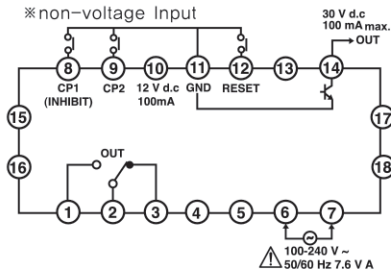 ※non-voltage Input
30 V d.c
100 mA max.
OUT
8 9 10 11 12 13 14
CP1 CP2 12 V d.c GND RESET
(INHIBIT) 100mA
15 17
16 18
OUT
1 2 3 4 5 6 7
100-240 V ~
50/60 Hz 7.6 V A